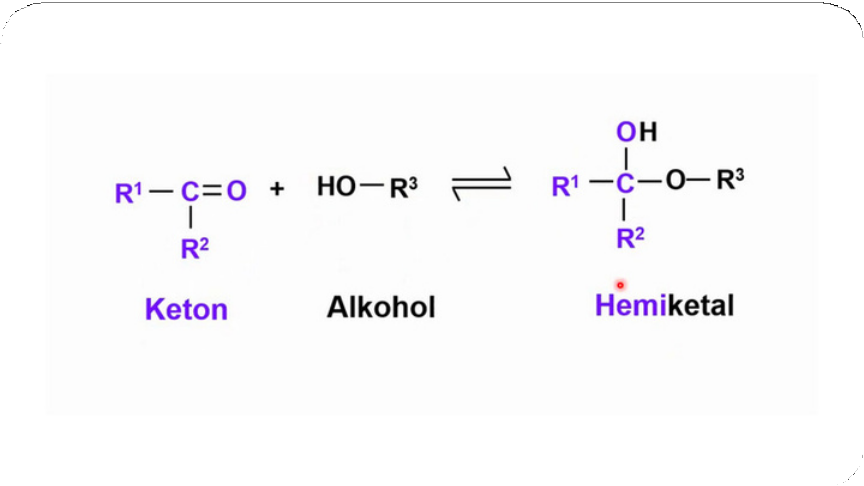 OH
R¹—C=O + HO—R³ ⇌ R¹—C—O—R³
R² R²
Keton Alkohol Hemiketal